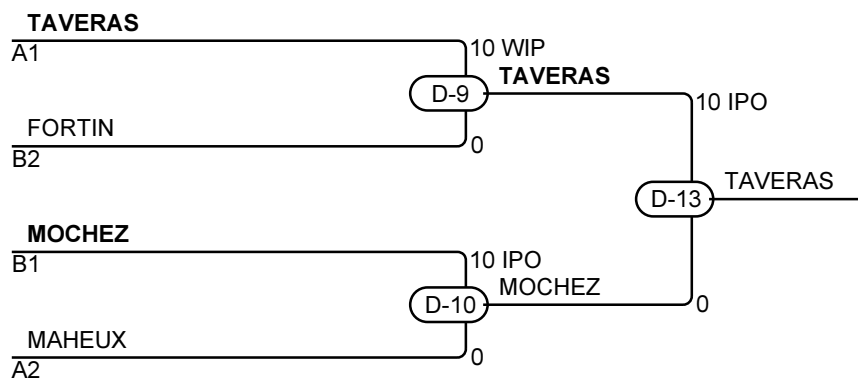 TAVERAS
A1
10 WIP
D-9
TAVERAS
FORTIN
B2
0
10 IPO
D-13
TAVERAS
MOCHEZ
B1
10 IPO
D-10
MOCHEZ
0
MAHEUX
A2
0